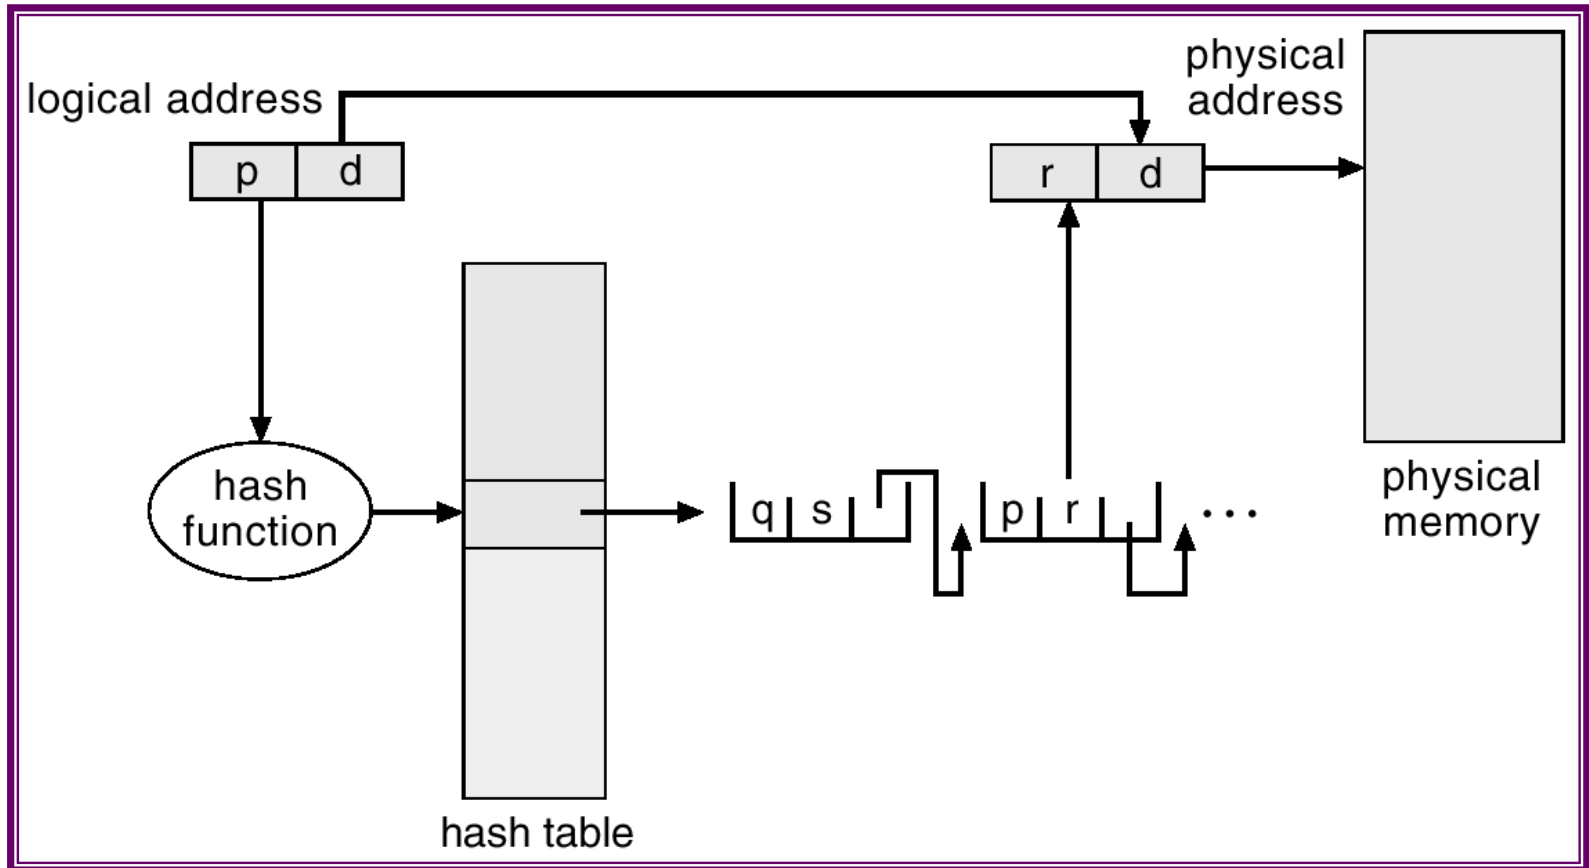 logical address
physical
address
p d
r d
hash
function
q s
p r
...
physical
memory
hash table